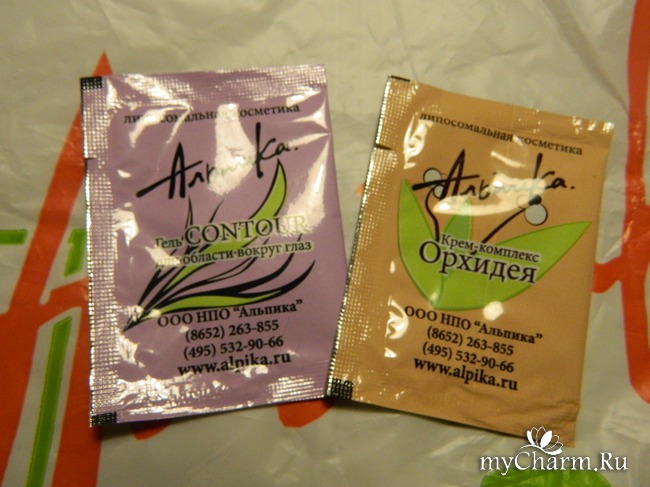 липосомальная косметика
Альпика.
Гель CONTOUR
для области вокруг глаз
ООО НПО "Альпика"
(8652) 263-855
(495) 532-90-66
www.alpika.ru
липосомальная косметика
Альпика.
Крем-комплекс
Орхидея
ООО НПО "Альпика"
(8652) 263-855
(495) 532-90-66
www.alpika.ru
myCharm.Ru